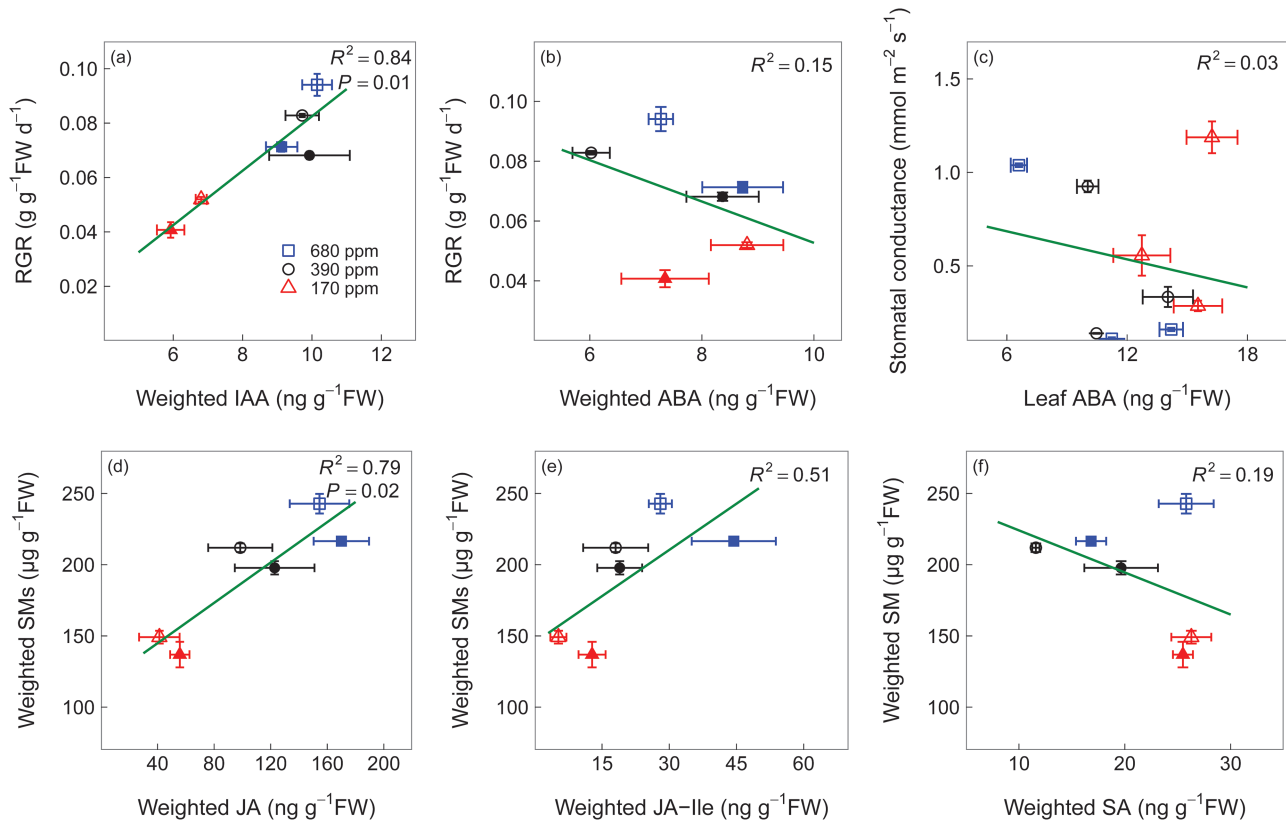 (a)
R² = 0.84
P = 0.01
RGR (g g⁻¹FW d⁻¹)
0.10
0.08
0.06
0.04
0.02
680 ppm
390 ppm
170 ppm
6 8 10 12
Weighted IAA (ng g⁻¹FW)
(b)
R² = 0.15
RGR (g g⁻¹FW d⁻¹)
0.10
0.08
0.06
0.04
6 8 10
Weighted ABA (ng g⁻¹FW)
(c)
R² = 0.03
Stomatal conductance (mmol m⁻² s⁻¹)
1.5
1.0
0.5
6 12 18
Leaf ABA (ng g⁻¹FW)
(d)
R² = 0.79
P = 0.02
Weighted SMs (µg g⁻¹FW)
250
200
150
100
40 80 120 160 200
Weighted JA (ng g⁻¹FW)
(e)
R² = 0.51
Weighted SMs (µg g⁻¹FW)
250
200
150
100
15 30 45 60
Weighted JA−Ile (ng g⁻¹FW)
(f)
R² = 0.19
Weighted SM (µg g⁻¹FW)
250
200
150
100
10 20 30
Weighted SA (ng g⁻¹FW)